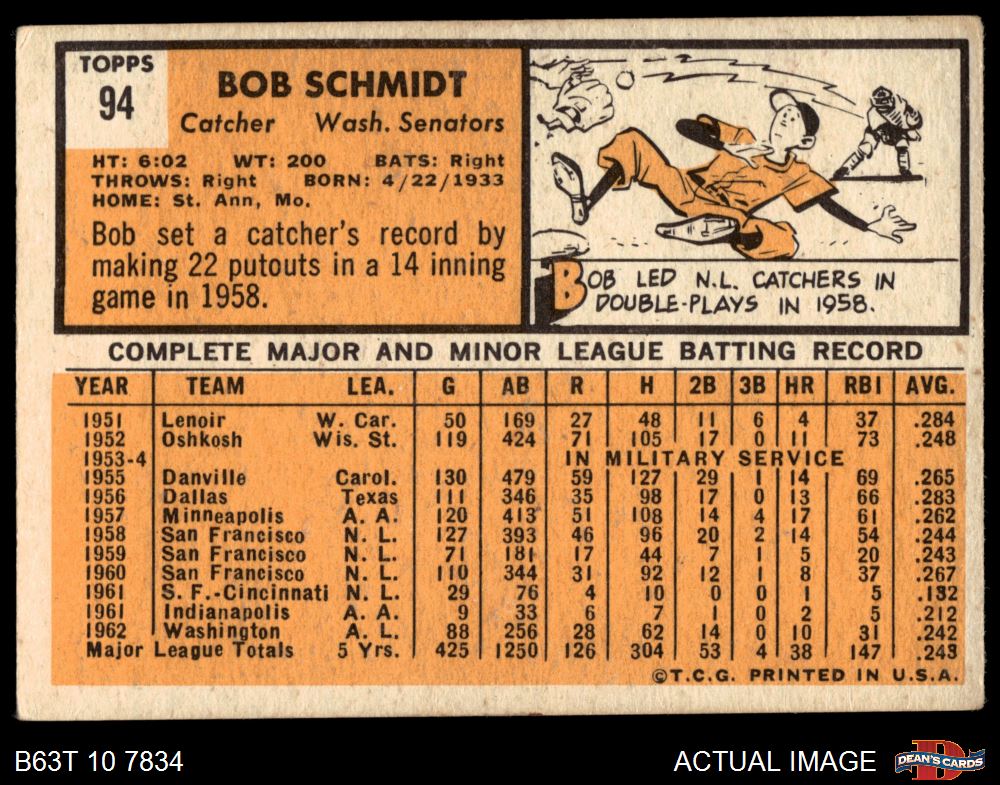 TOPPS
94
BOB SCHMIDT
Catcher Wash. Senators
HT: 6:02 WT: 200 BATS: Right
THROWS: Right BORN: 4/22/1933
HOME: St. Ann, Mo.
Bob set a catcher's record by
making 22 putouts in a 14 inning
game in 1958.
BOB LED N.L. CATCHERS IN
DOUBLE-PLAYS IN 1958.
COMPLETE MAJOR AND MINOR LEAGUE BATTING RECORD
YEAR TEAM LEA. G AB R H 2B 3B HR RBI AVG.
1951 Lenoir W. Car. 50 169 27 48 11 6 4 37 .284
1952 Oshkosh Wis. St. 119 424 71 105 17 0 11 73 .248
1953-4 IN MILITARY SERVICE
1955 Danville Carol. 130 479 59 127 29 1 14 69 .265
1956 Dallas Texas 111 346 35 98 17 0 13 66 .283
1957 Minneapolis A. A. 120 413 51 108 14 4 17 61 .262
1958 San Francisco N. L. 127 393 46 96 20 2 14 54 .244
1959 San Francisco N. L. 71 181 17 44 7 1 5 20 .243
1960 San Francisco N. L. 110 344 31 92 12 1 8 37 .267
1961 S. F.-Cincinnati N. L. 29 76 4 10 0 0 1 5 .132
1961 Indianapolis A. A. 9 33 6 7 1 0 2 5 .212
1962 Washington A. L. 88 256 28 62 14 0 10 31 .242
Major League Totals 5 Yrs. 425 1250 126 304 53 4 38 147 .243
©T.C.G. PRINTED IN U.S.A.
B63T 10 7834 ACTUAL IMAGE DEAN'S CARDS